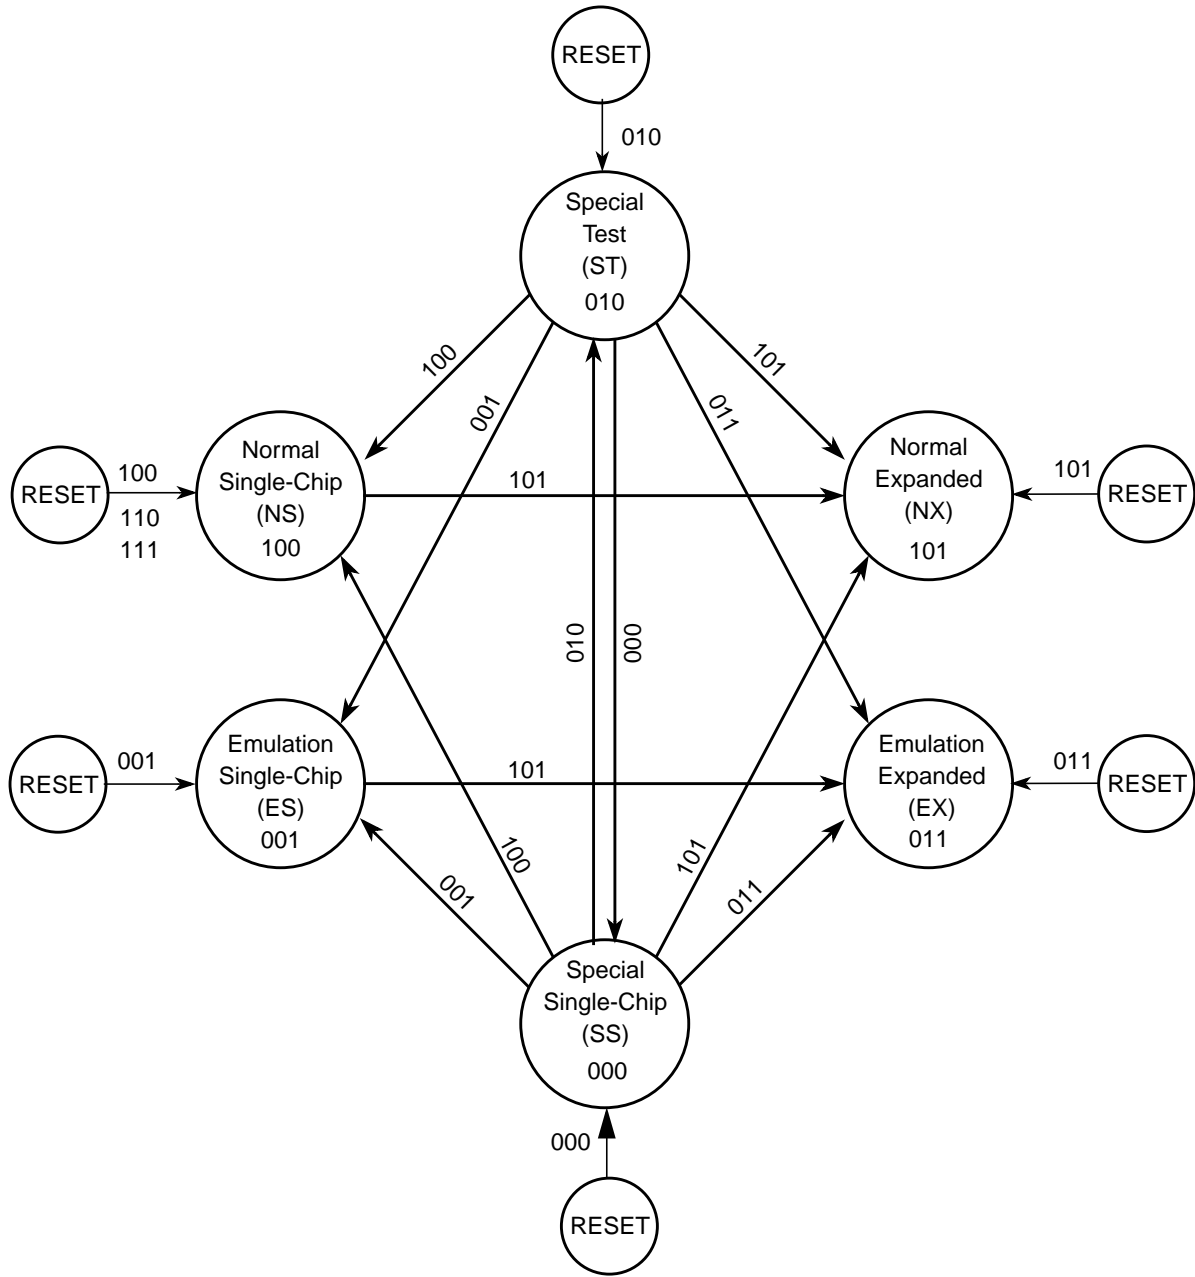 RESET
010
Special
Test
(ST)
010
100
101
001
011
Normal
Single-Chip
(NS)
100
Normal
Expanded
(NX)
101
RESET
100
110
111
101
101
RESET
010
000
Emulation
Single-Chip
(ES)
001
Emulation
Expanded
(EX)
011
RESET
001
101
011
RESET
001
100
101
011
Special
Single-Chip
(SS)
000
000
RESET